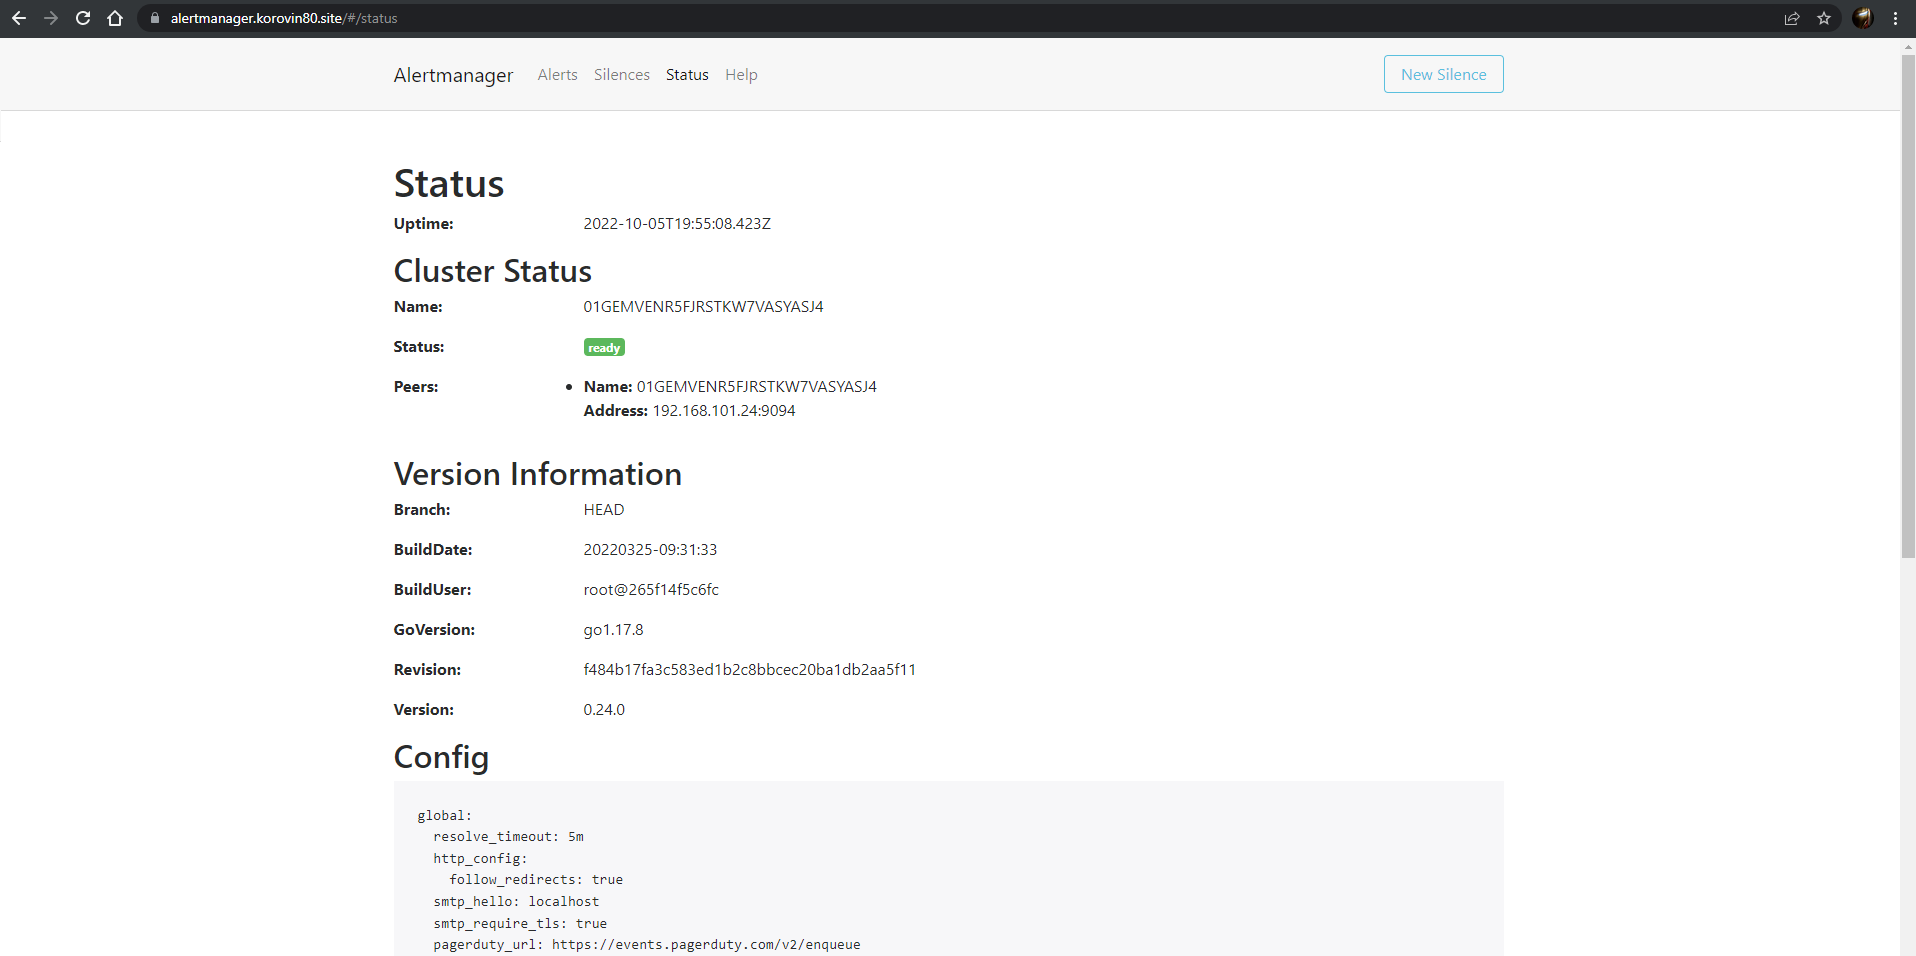 alertmanager.korovin80.site/#/status
Alertmanager Alerts Silences Status Help New Silence
Status
Uptime: 2022-10-05T19:55:08.423Z
Cluster Status
Name: 01GEMVENR5FJRSTKW7VASYASJ4
Status: ready
Peers: • Name: 01GEMVENR5FJRSTKW7VASYASJ4
Address: 192.168.101.24:9094
Version Information
Branch: HEAD
BuildDate: 20220325-09:31:33
BuildUser: root@265f14f5c6fc
GoVersion: go1.17.8
Revision: f484b17fa3c583ed1b2c8bbcec20ba1db2aa5f11
Version: 0.24.0
Config
global:
  resolve_timeout: 5m
  http_config:
    follow_redirects: true
  smtp_hello: localhost
  smtp_require_tls: true
  pagerduty_url: https://events.pagerduty.com/v2/enqueue